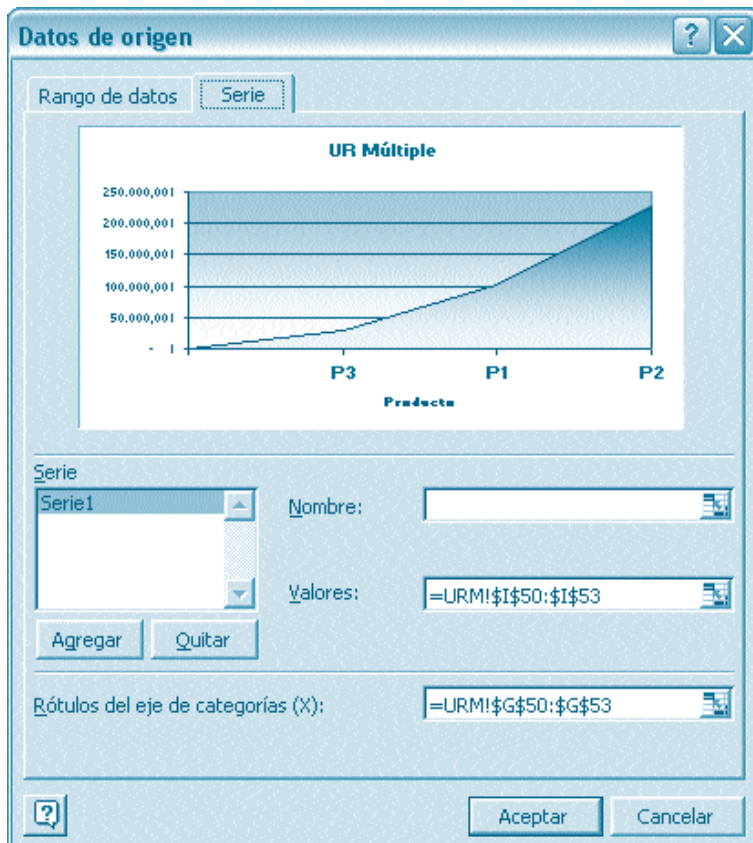 Datos de origen
Rango de datos Serie
UR Múltiple
250.000,001
200.000,001
150.000,001
100.000,001
50.000,001
- 1
P3 P1 P2
Producto
Serie
Serie1
Nombre:
Valores: =URM!$I$50:$I$53
Agregar Quitar
Rótulos del eje de categorías (X): =URM!$G$50:$G$53
Aceptar Cancelar